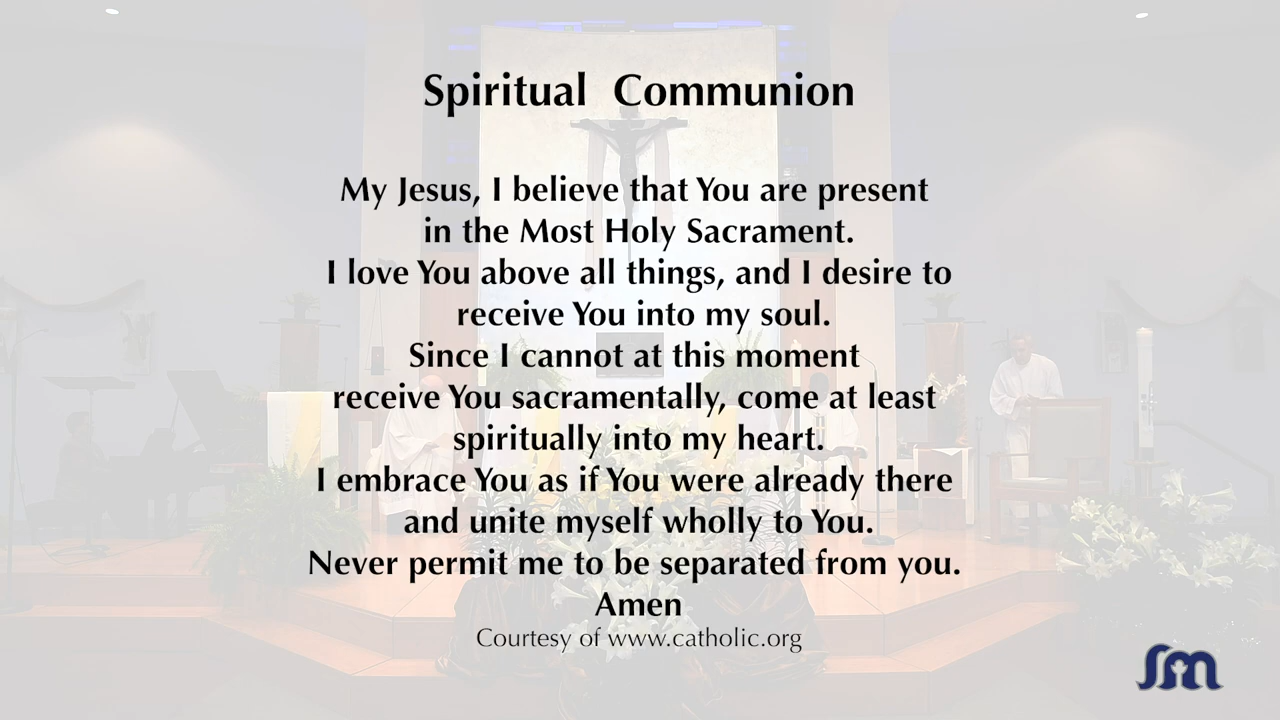 Spiritual Communion
My Jesus, I believe that You are present
in the Most Holy Sacrament.
I love You above all things, and I desire to
receive You into my soul.
Since I cannot at this moment
receive You sacramentally, come at least
spiritually into my heart.
I embrace You as if You were already there
and unite myself wholly to You.
Never permit me to be separated from you.
Amen
Courtesy of www.catholic.org
sm